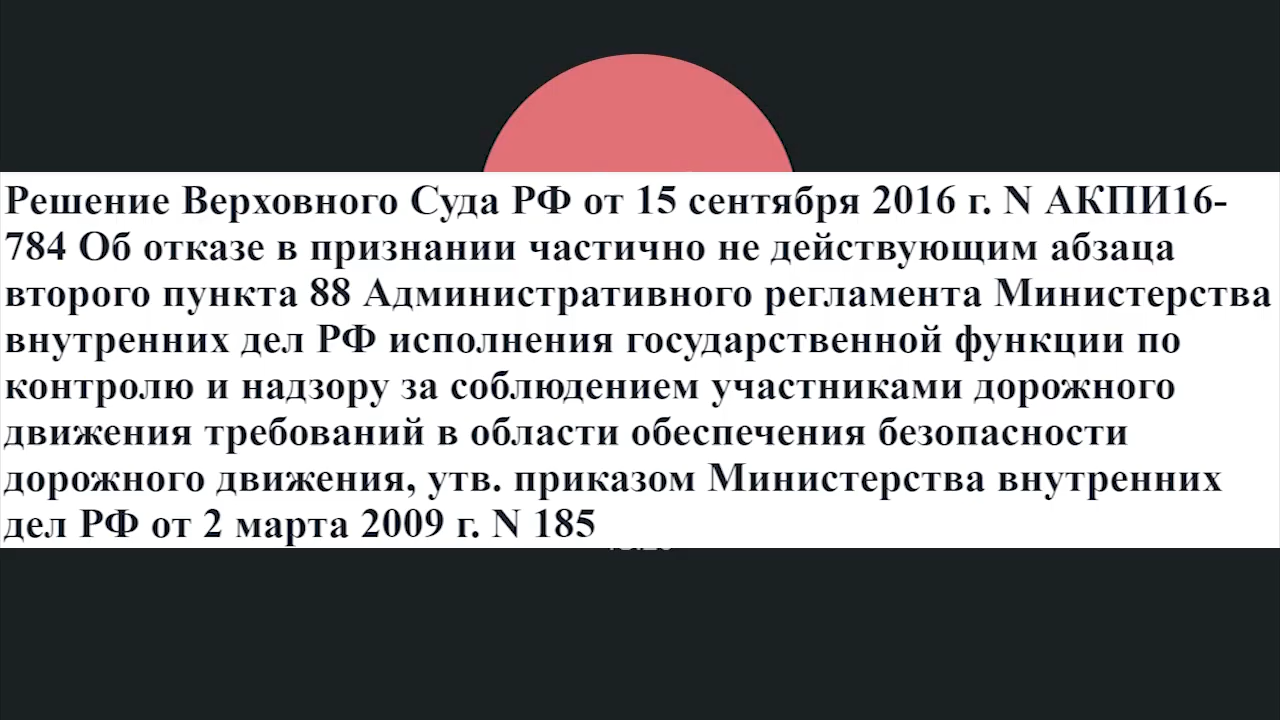 Решение Верховного Суда РФ от 15 сентября 2016 г. N АКПИ16-
784 Об отказе в признании частично не действующим абзаца
второго пункта 88 Административного регламента Министерства
внутренних дел РФ исполнения государственной функции по
контролю и надзору за соблюдением участниками дорожного
движения требований в области обеспечения безопасности
дорожного движения, утв. приказом Министерства внутренних
дел РФ от 2 марта 2009 г. N 185